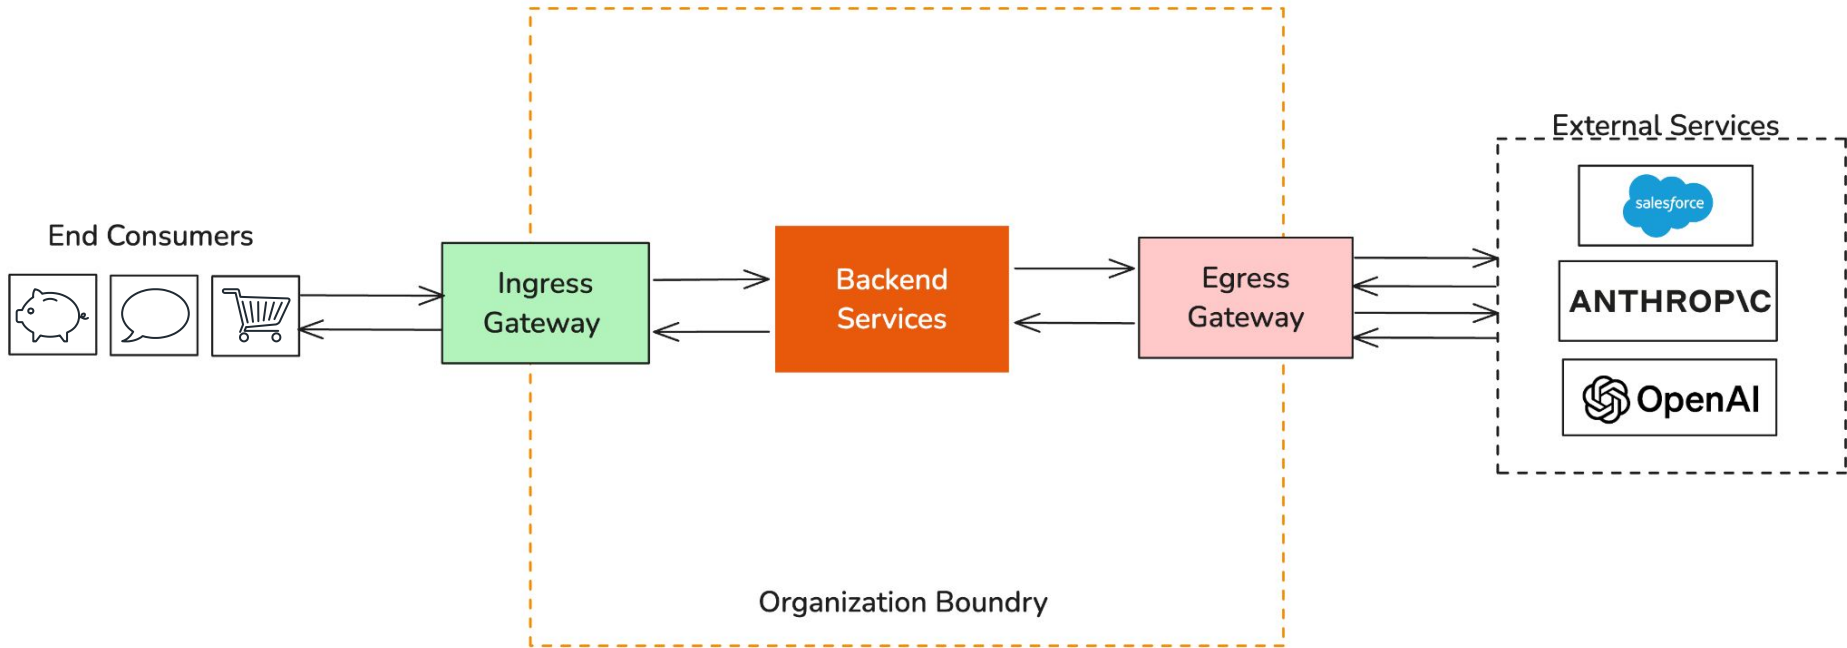 End Consumers
Ingress
Gateway
Backend
Services
Egress
Gateway
External Services
salesforce
ANTHROP\C
OpenAI
Organization Boundry